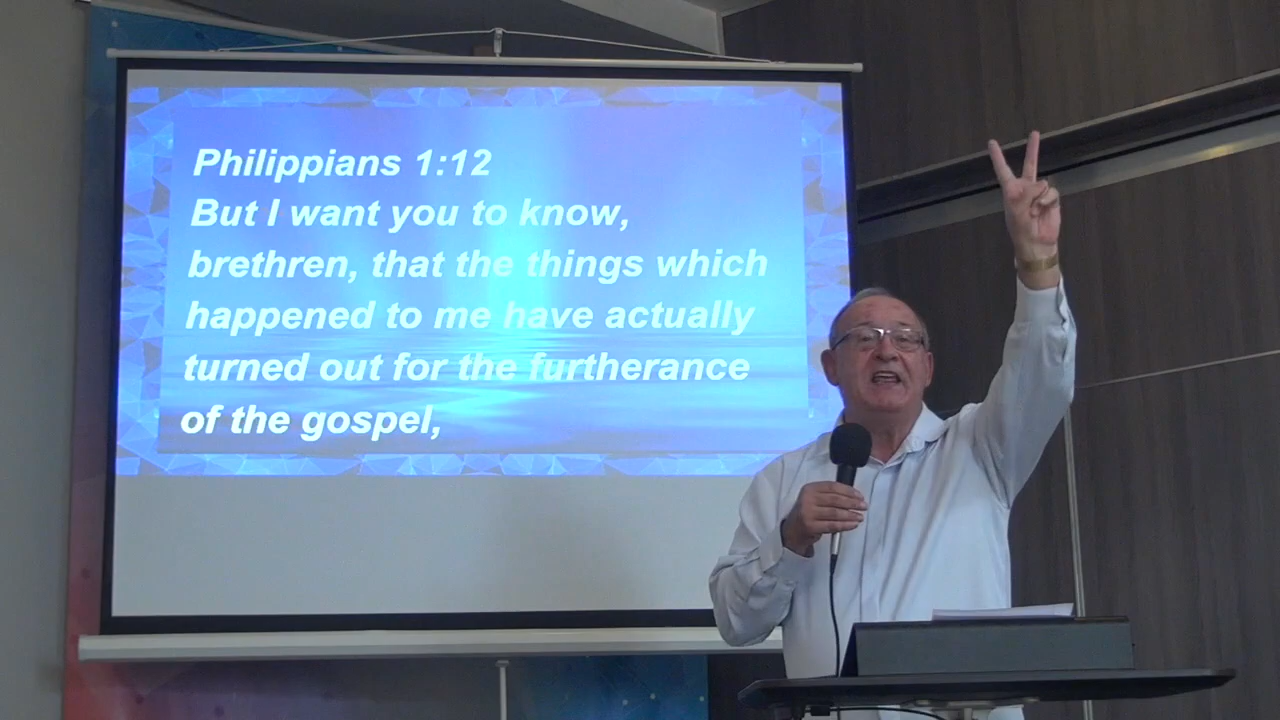 Philippians 1:12
But I want you to know,
brethren, that the things which
happened to me have actually
turned out for the furtherance
of the gospel,